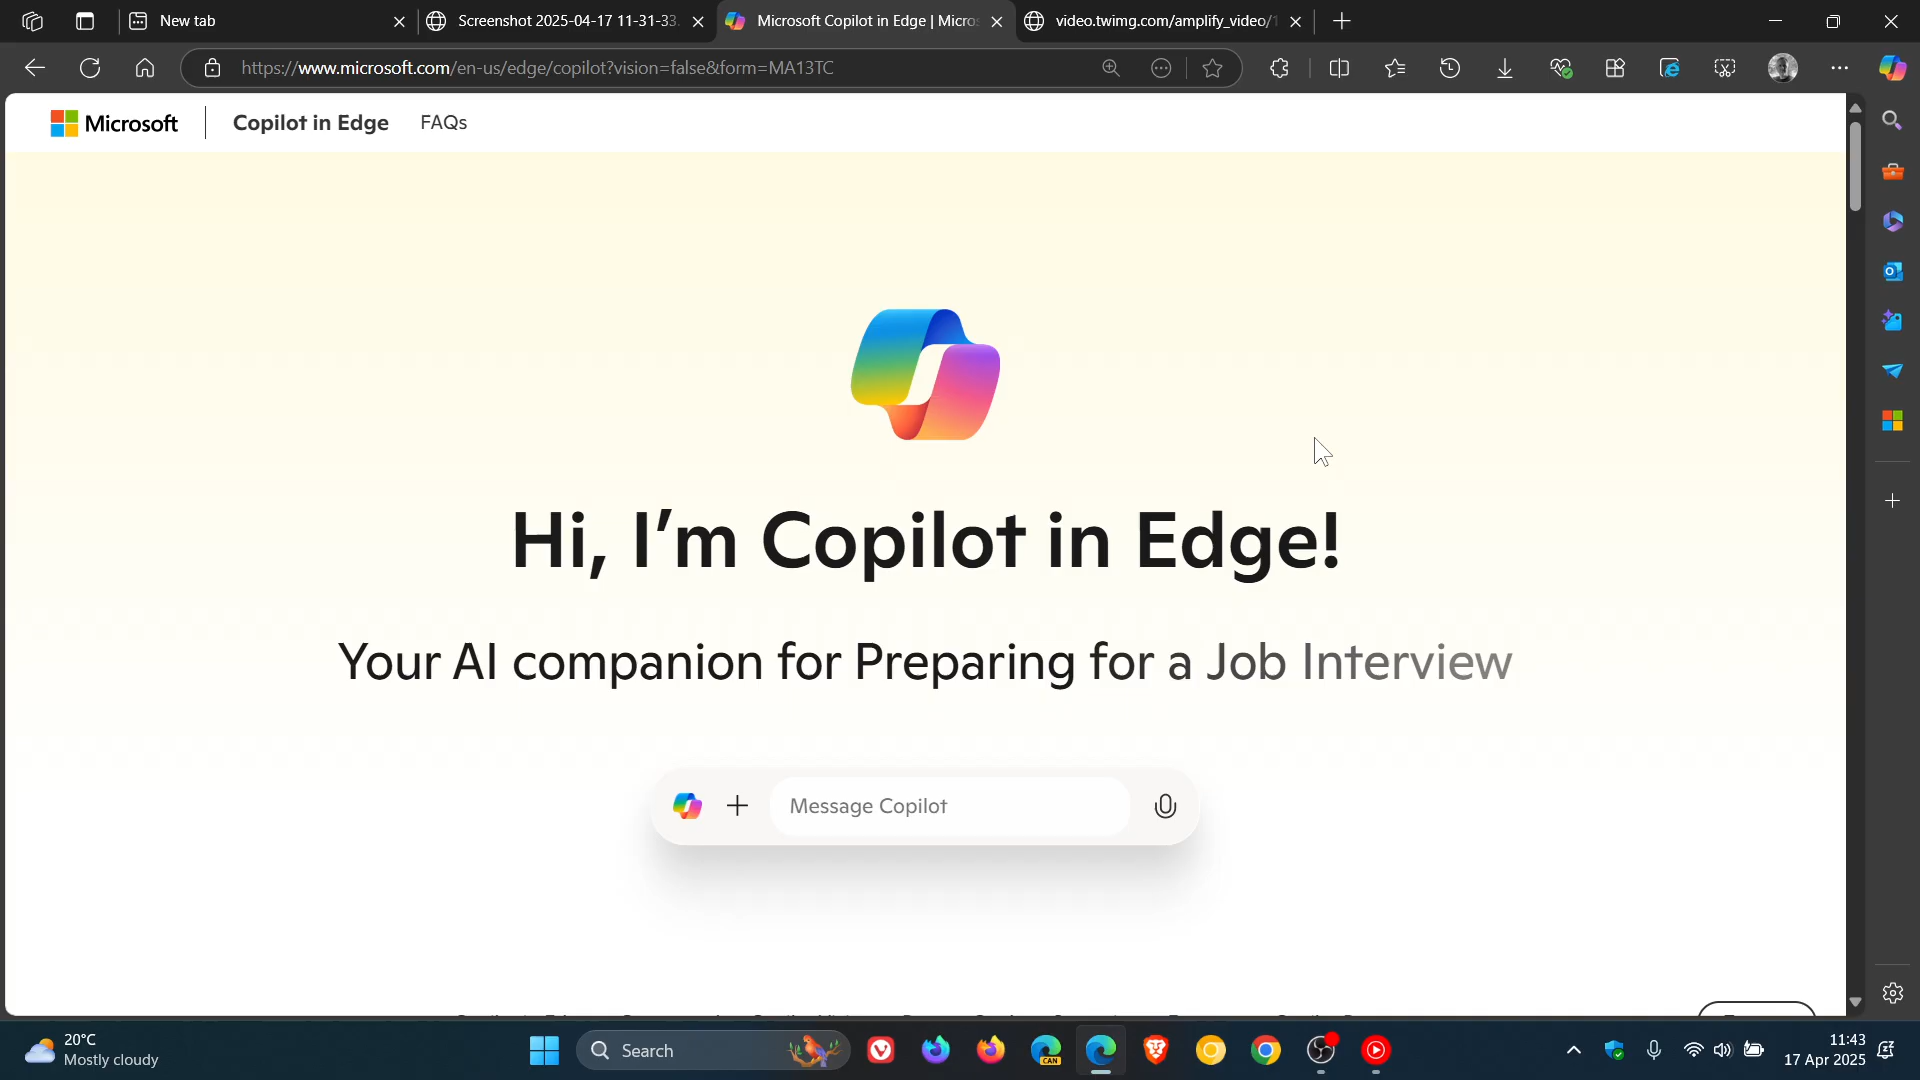 New tab
Screenshot 2025-04-17 11-31-33.
Microsoft Copilot in Edge | Micros
video.twimg.com/amplify_video/1
https://www.microsoft.com/en-us/edge/copilot?vision=false&form=MA13TC
Microsoft
Copilot in Edge
FAQs
Hi, I'm Copilot in Edge!
Your AI companion for Preparing for a Job Interview
Message Copilot
20°C
Mostly cloudy
Search
CAN
11:43
17 Apr 2025